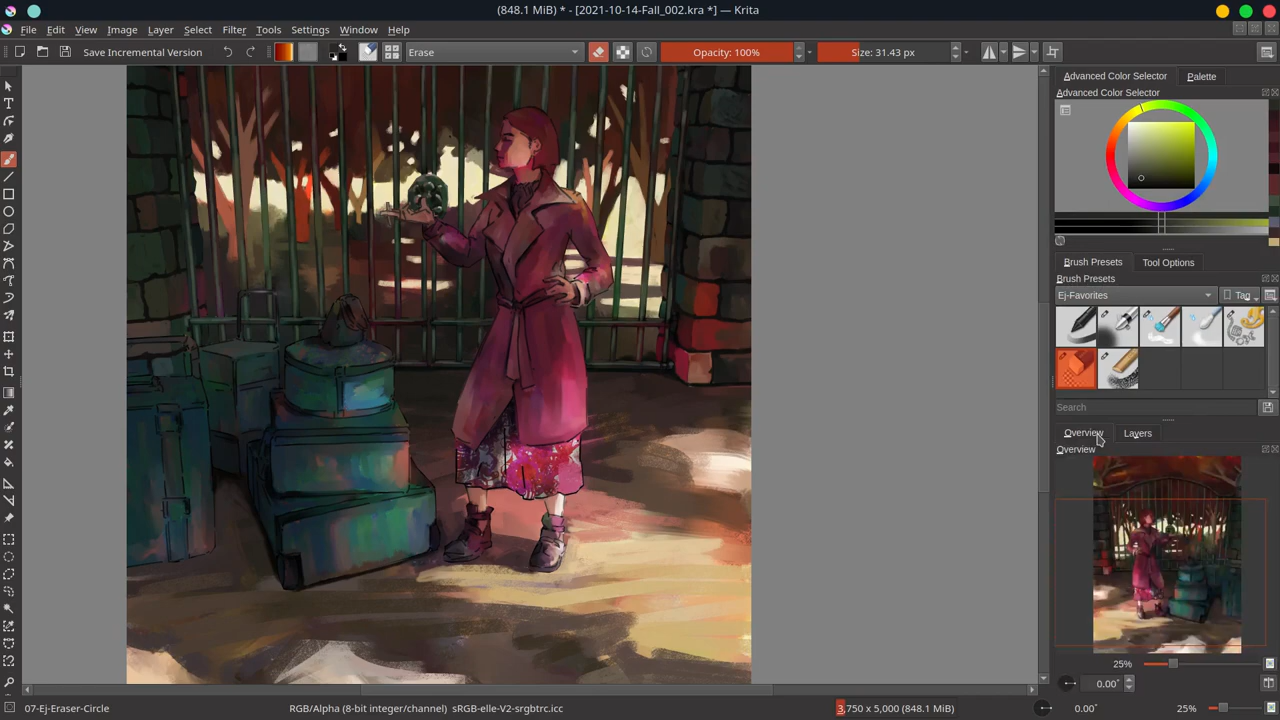 (848.1 MiB) * - [2021-10-14-Fall_002.kra *] — Krita
File Edit View Image Layer Select Filter Tools Settings Window Help
Save Incremental Version Erase Opacity: 100% Size: 31.43 px
Advanced Color Selector Palette
Advanced Color Selector
Brush Presets Tool Options
Brush Presets
Ej-Favorites Tag
Search
Overview Layers
Overview
25%
0.00°
07-Ej-Eraser-Circle RGB/Alpha (8-bit integer/channel) sRGB-elle-V2-srgbtrc.icc 3,750 x 5,000 (848.1 MiB) 0.00° 25%